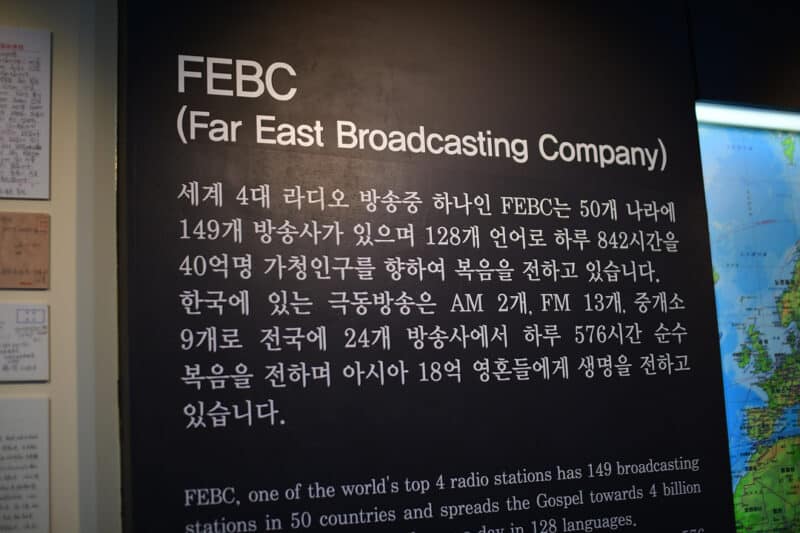 FEBC
(Far East Broadcasting Company)
세계 4대 라디오 방송중 하나인 FEBC는 50개 나라에
149개 방송사가 있으며 128개 언어로 하루 842시간을
40억명 가청인구를 향하여 복음을 전하고 있습니다.
한국에 있는 극동방송은 AM 2개, FM 13개, 중개소
9개로 전국에 24개 방송사에서 하루 576시간 순수
복음을 전하며 아시아 18억 영혼들에게 생명을 전하고
있습니다.
FEBC, one of the world's top 4 radio stations has 149 broadcasting
stations in 50 countries and spreads the Gospel towards 4 billion
day in 128 languages.
576